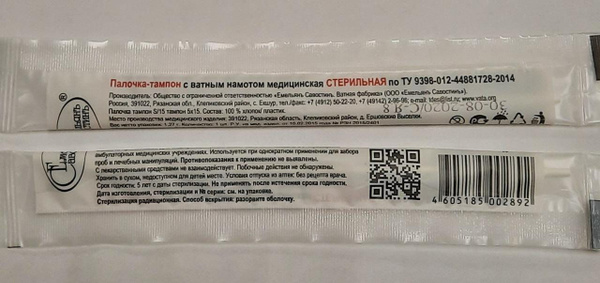 Палочка-тампон с ватным намотом медицинская СТЕРИЛЬНАЯ по ТУ 9398-012-44881728-2014
Производитель: Общество с ограниченной ответственностью «Емельянъ Савостинъ. Ватная фабрика» (ООО «Емельянъ Савостинъ».
Россия, 391022, Рязанская обл., Клепиковский район, с. Екшур, тел./факс: +7 (4912) 50-22-20, +7 (49142) 2-96-96; e-mail: www.vata.org
Палочка тампон 5/15 тампон 5х15. Состав: 100 % хлопок/ пластик.
Место производства медицинского изделия: 391022, Рязанская область, Клепиковский район, д. Ершовские Выселки.
амбулаторных медицинских учреждениях. Используется при однократном применении для забора
проб и лечебных манипуляций. Противопоказания к применению не выявлены.
С лекарственными средствами не взаимодействует. Побочные действия не обнаружены.
Хранить в сухом, недоступном для детей месте. Условия отпуска из аптек: без рецепта врача.
Срок годности: 5 лет с даты стерилизации. Не применять после истечения срока годности.
Дата изготовления, стерилизации и № серии: см. на упаковке.
Стерилизация радиационная. Способ вскрытия: разорвите оболочку.
4 605185 002892